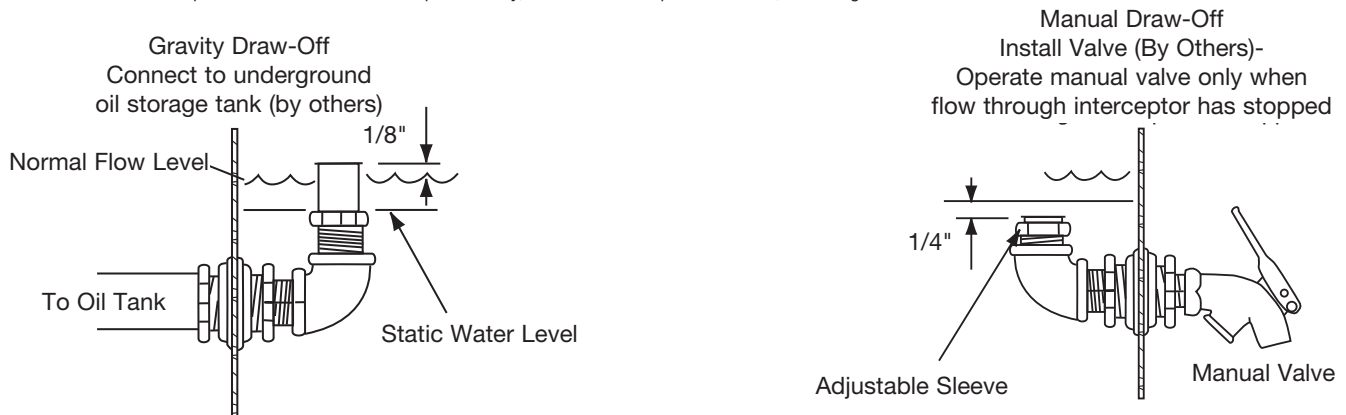 Gravity Draw-Off
Connect to underground
oil storage tank (by others)
1/8"
Normal Flow Level
To Oil Tank
Static Water Level
Manual Draw-Off
Install Valve (By Others)-
Operate manual valve only when
flow through interceptor has stopped
1/4"
Adjustable Sleeve
Manual Valve